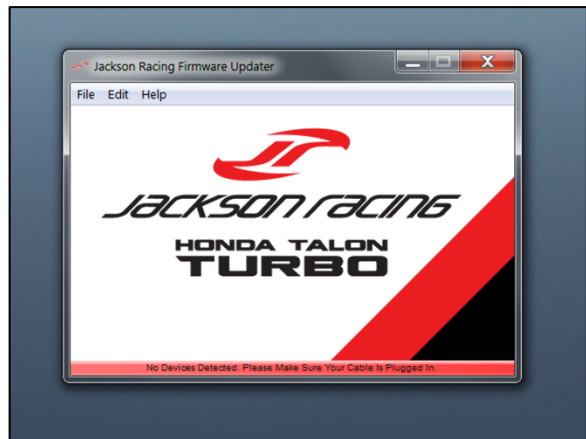 Jackson Racing Firmware Updater
File Edit Help
Jackson racing
HONDA TALON
TURBO
No Devices Detected. Please Make Sure Your Cable Is Plugged In.